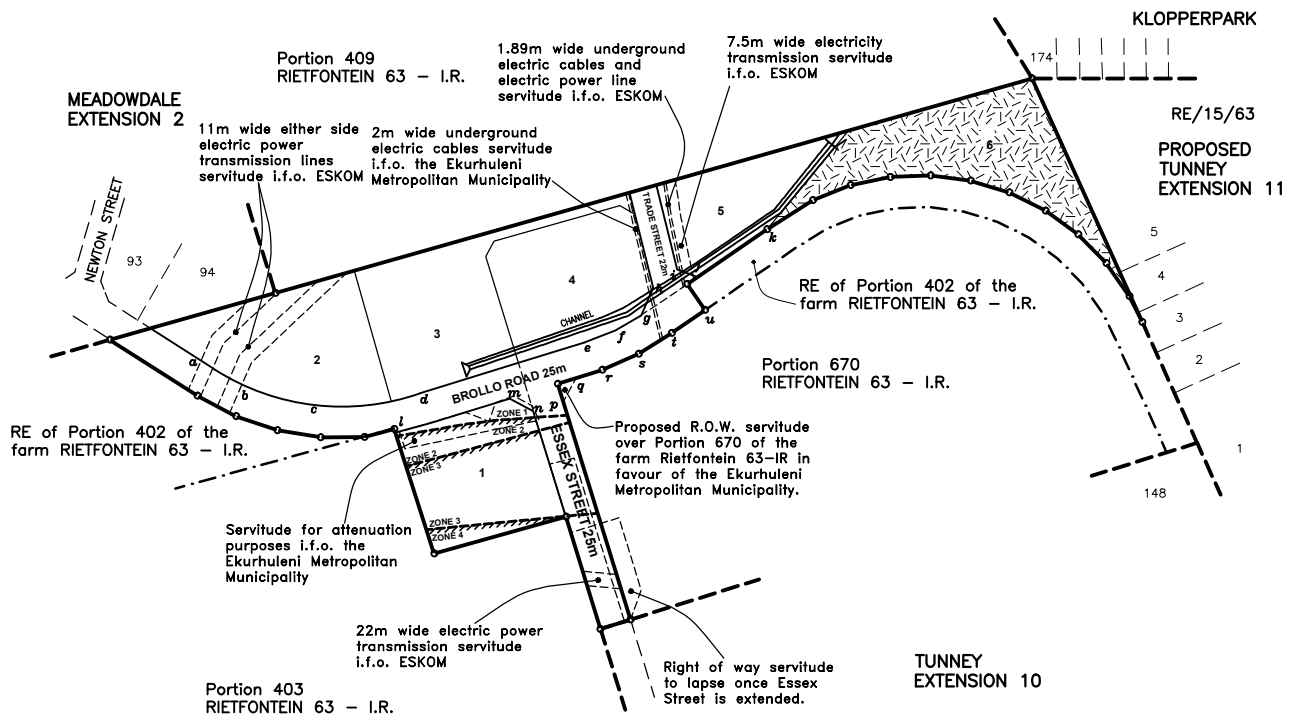 KLOPPERPARK
174
Portion 409
RIETFONTEIN 63 – I.R.
1.89m wide underground
electric cables and
electric power line
servitude i.f.o. ESKOM
7.5m wide electricity
transmission servitude
i.f.o. ESKOM
MEADOWDALE
EXTENSION 2
RE/15/63
11m wide either side
electric power
transmission lines
servitude i.f.o. ESKOM
2m wide underground
electric cables servitude
i.f.o. the Ekurhuleni
Metropolitan Municipality
PROPOSED
TUNNEY
EXTENSION 11
6
NEWTON STREET
93
94
TRADE STREET 22m
5
5
4
3
2
1
148
4
3
2
CHANNEL
a
b
c
d
e
f
g
h
i
k
u
t
s
r
q
p
n
m
l
BROLLO ROAD 25m
RE of Portion 402 of the
farm RIETFONTEIN 63 – I.R.
Portion 670
RIETFONTEIN 63 – I.R.
RE of Portion 402 of the
farm RIETFONTEIN 63 – I.R.
ZONE 1
ZONE 2
ZONE 2
ZONE 3
1
ZONE 3
ZONE 4
ESSEX STREET 25m
Proposed R.O.W. servitude
over Portion 670 of the
farm Rietfontein 63-IR in
favour of the Ekurhuleni
Metropolitan Municipality.
Servitude for attenuation
purposes i.f.o. the
Ekurhuleni Metropolitan
Municipality
22m wide electric power
transmission servitude
i.f.o. ESKOM
Right of way servitude
to lapse once Essex
Street is extended.
TUNNEY
EXTENSION 10
Portion 403
RIETFONTEIN 63 – I.R.